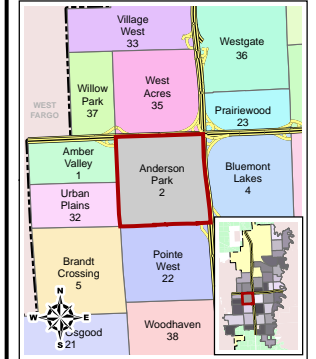 Village
West
33
Westgate
36
West
Acres
35
Willow
Park
37
WEST
FARGO
Prairiewood
23
Amber
Valley
1
Anderson
Park
2
Bluemont
Lakes
4
Urban
Plains
32
Brandt
Crossing
5
Pointe
West
22
N
W
E
S
Osgood
21
Woodhaven
38